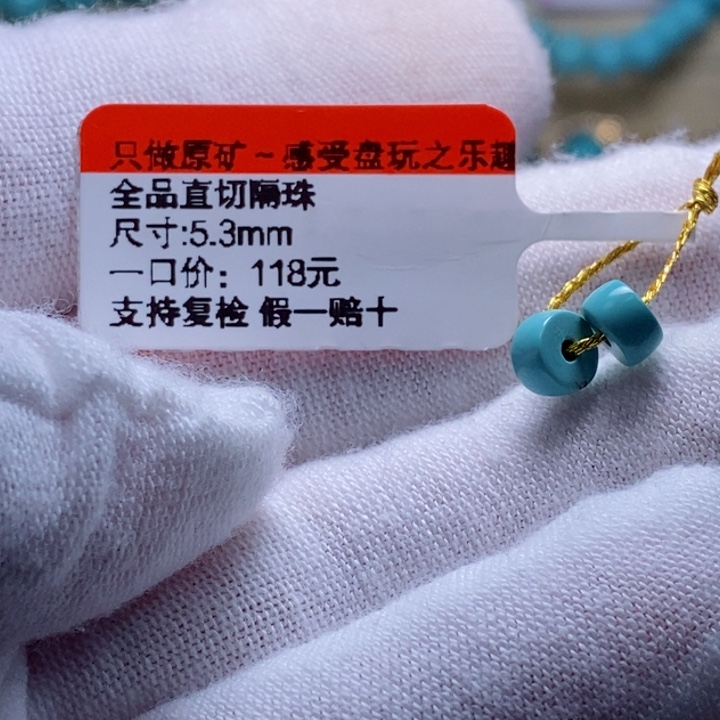 只做原矿~感受盘玩之乐趣
全品直切隔珠
尺寸:5.3mm
一口价：118元
支持复检 假一赔十